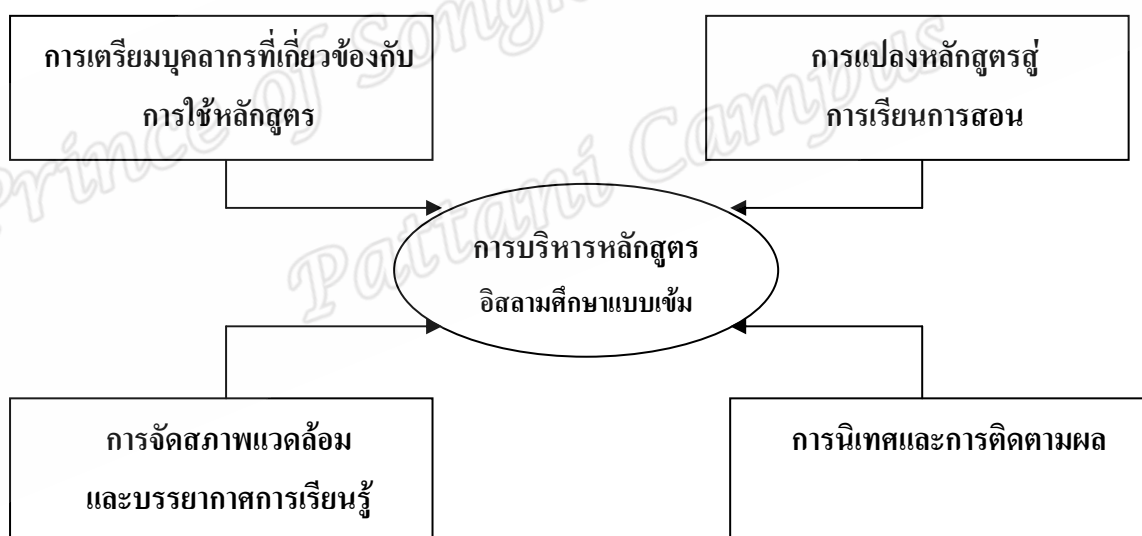 การเตรียมบุคลากรที่เกี่ยวข้องกับ
การใช้หลักสูตร
การแปลงหลักสูตรสู่
การเรียนการสอน
การบริหารหลักสูตร
อิสลามศึกษาแบบเข้ม
การจัดสภาพแวดล้อม
และบรรยากาศการเรียนรู้
การนิเทศและการติดตามผล
Prince of Songkl
Pattani Campus